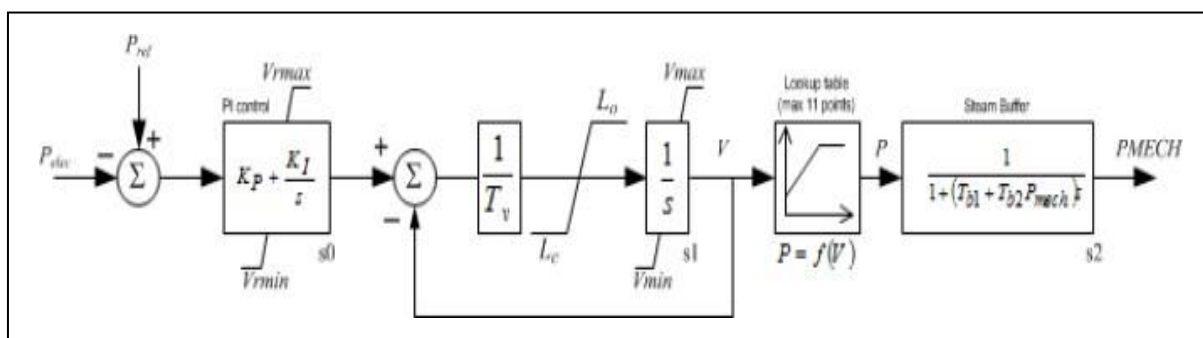 P_ref
Vrmax
Vmax
Lookup table
(max 11 points)
PI control
Steam Buffer
L_o
P_elec
−
+
Σ
K_P + K_I / s
+
−
Σ
1 / T_v
1 / s
V
P
1 / 1+(T_b1+T_b2 P_mech)s
PMECH
L_c
s0
Vrmin
s1
Vmin
P = f(V)
s2